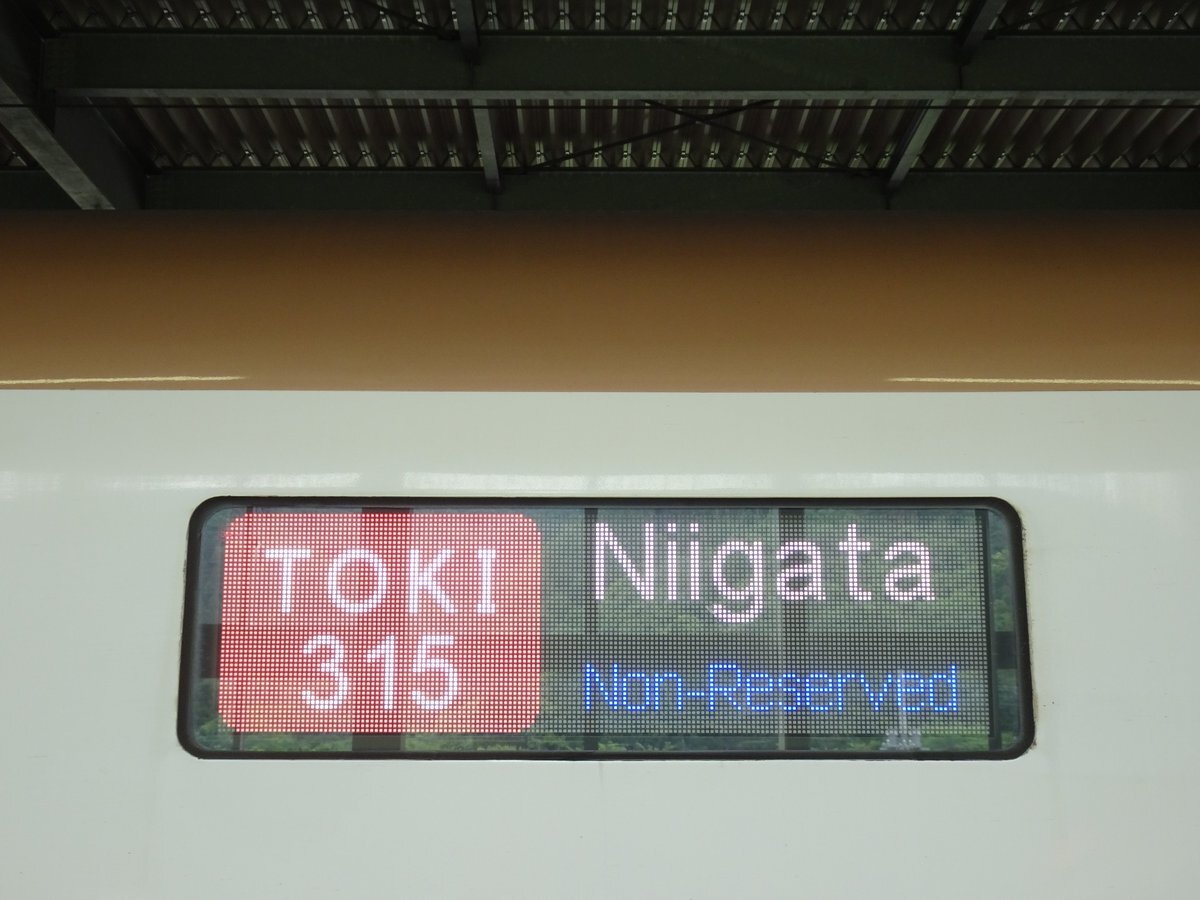 TOKI
315
Niigata
Non-Reserved